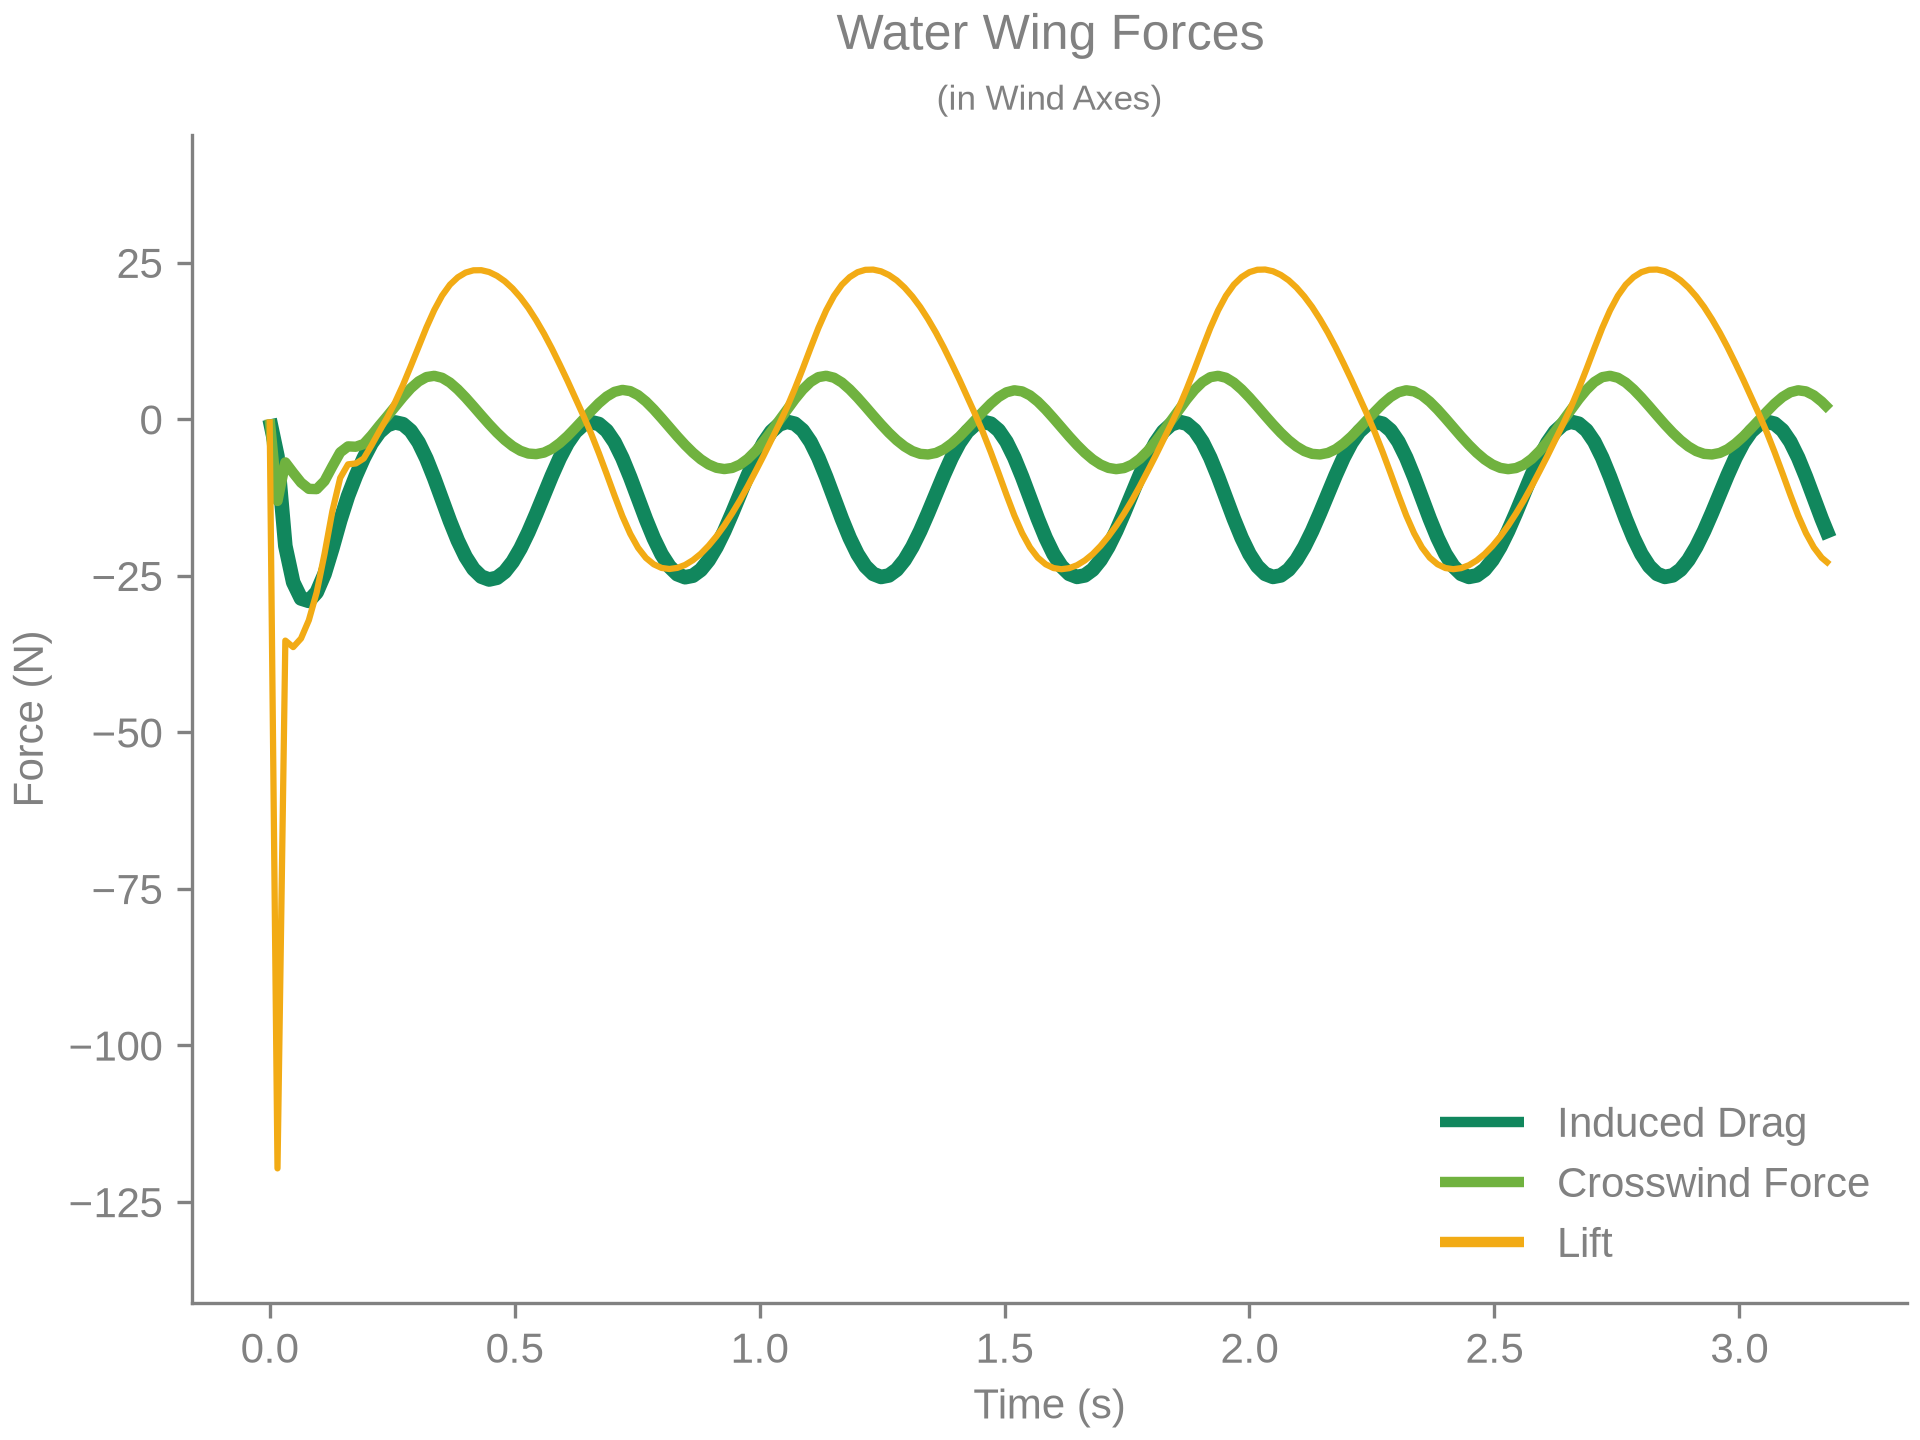 Water Wing Forces
(in Wind Axes)
Force (N)
25
0
−25
−50
−75
−100
−125
0.0 0.5 1.0 1.5 2.0 2.5 3.0
Time (s)
Induced Drag
Crosswind Force
Lift